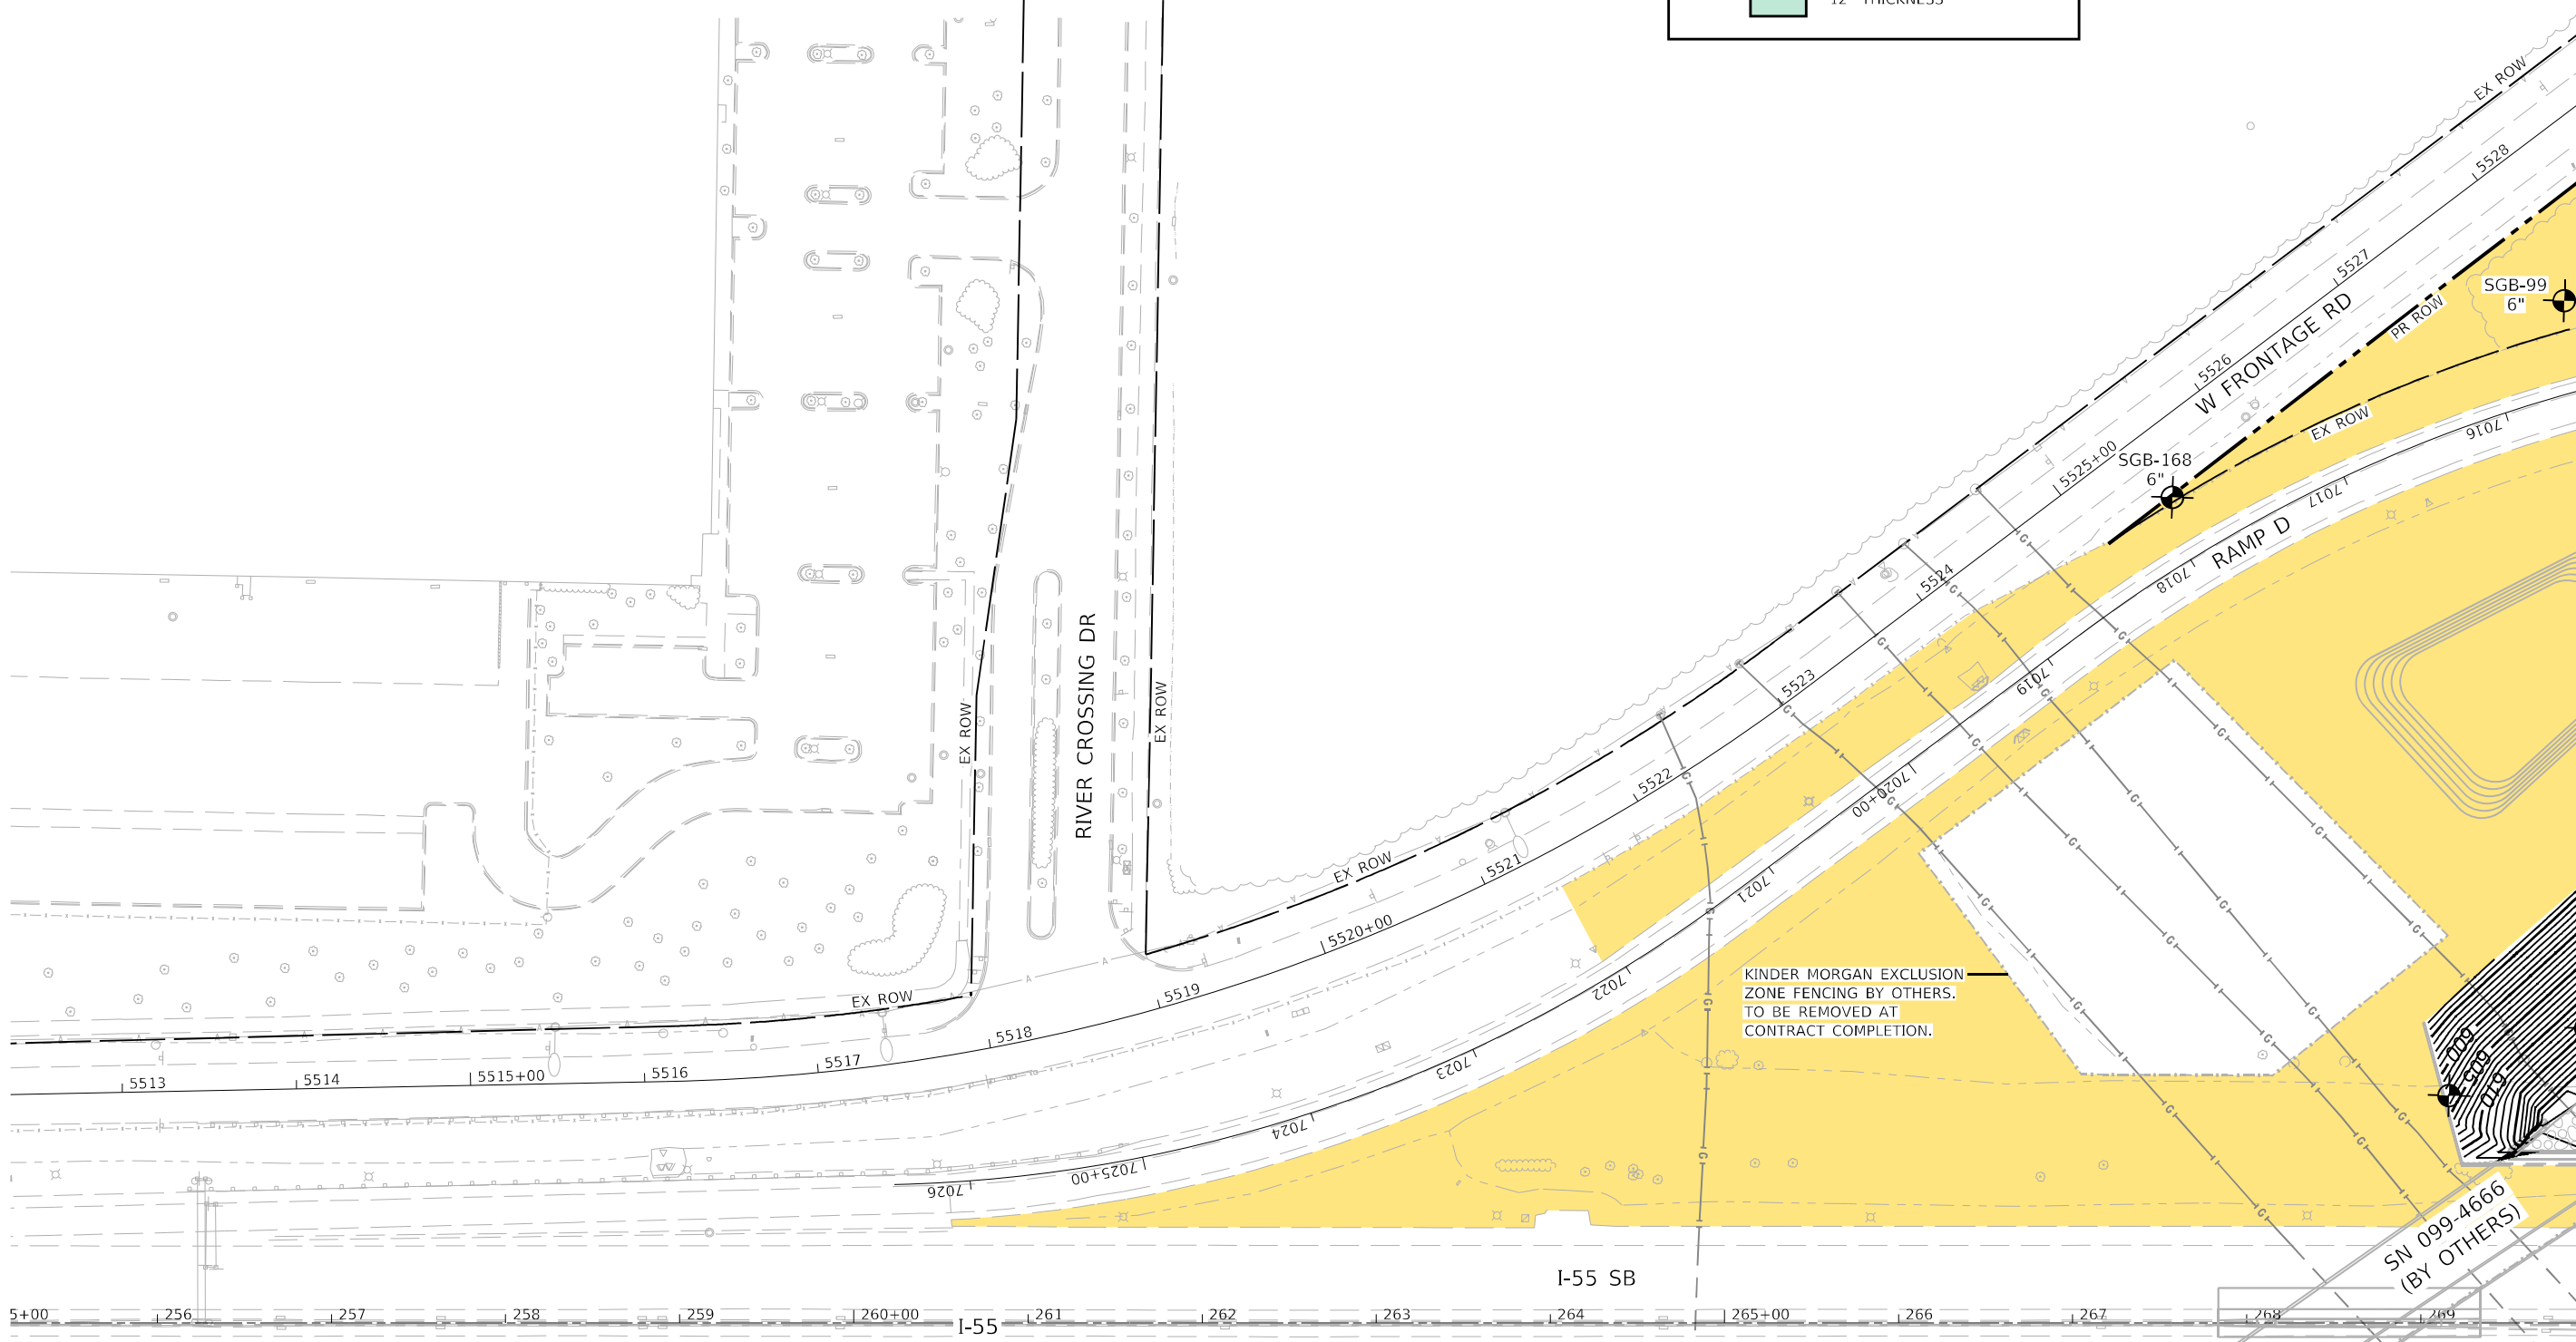 12" THICKNESS
EX ROW
5528
5527
SGB-99
6"
PR ROW
W FRONTAGE RD
5526
EX ROW
7016
5525+00
SGB-168
6"
7017
RAMP D
7018
5524
7019
5523
EX ROW
EX ROW
RIVER CROSSING DR
5522
7020+00
5521
EX ROW
7021
5520+00
KINDER MORGAN EXCLUSION
ZONE FENCING BY OTHERS.
TO BE REMOVED AT
CONTRACT COMPLETION.
7022
5519
EX ROW
5518
5517
5516
5515+00
5514
5513
600
605
610
7023
7024
7025+00
7026
SN 099-4666
(BY OTHERS)
I-55 SB
5+00
256
257
258
259
260+00
261
262
263
264
265+00
266
267
268
269
I-55